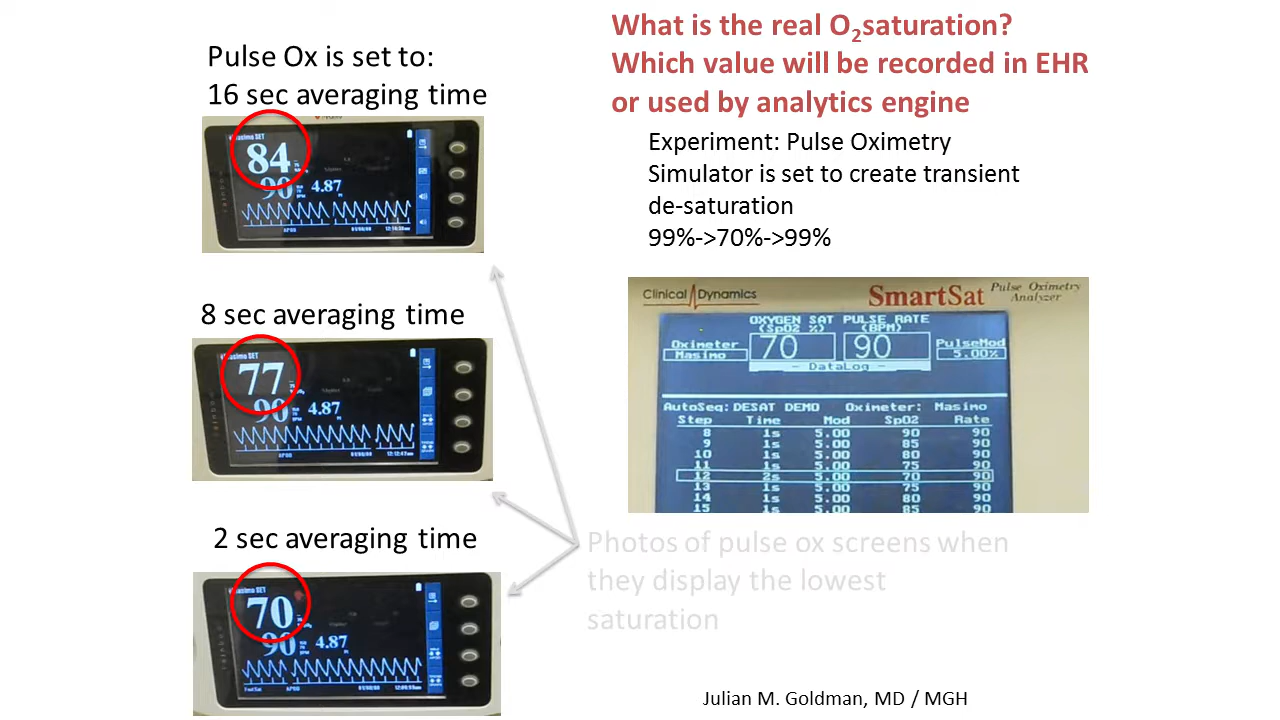 Pulse Ox is set to:
16 sec averaging time
84
90
4.87
8 sec averaging time
77
90
4.87
2 sec averaging time
70
90
4.87
What is the real O2saturation?
Which value will be recorded in EHR
or used by analytics engine
Experiment: Pulse Oximetry
Simulator is set to create transient
de-saturation
99%->70%->99%
Clinical Dynamics
SmartSat Pulse Oximetry
Analyzer
OXYGEN SAT PULSE RATE
(SpO2 %) (BPM)
Oximeter 70 90 PulseMod
Masimo 5.00%
- DataLog -
AutoSeq: DESAT DEMO Oximeter: Masimo
Step Time Mod SpO2 Rate
8 1s 5.00 90 90
9 1s 5.00 85 90
10 1s 5.00 80 90
11 1s 5.00 75 90
12 2s 5.00 70 90
13 1s 5.00 75 90
14 1s 5.00 80 90
15 1s 5.00 85 90
Photos of pulse ox screens when
they display the lowest
saturation
Julian M. Goldman, MD / MGH